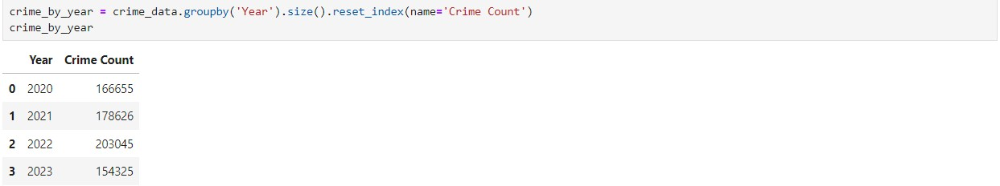 crime_by_year = crime_data.groupby('Year').size().reset_index(name='Crime Count')
crime_by_year
Year Crime Count
0 2020 166655
1 2021 178626
2 2022 203045
3 2023 154325